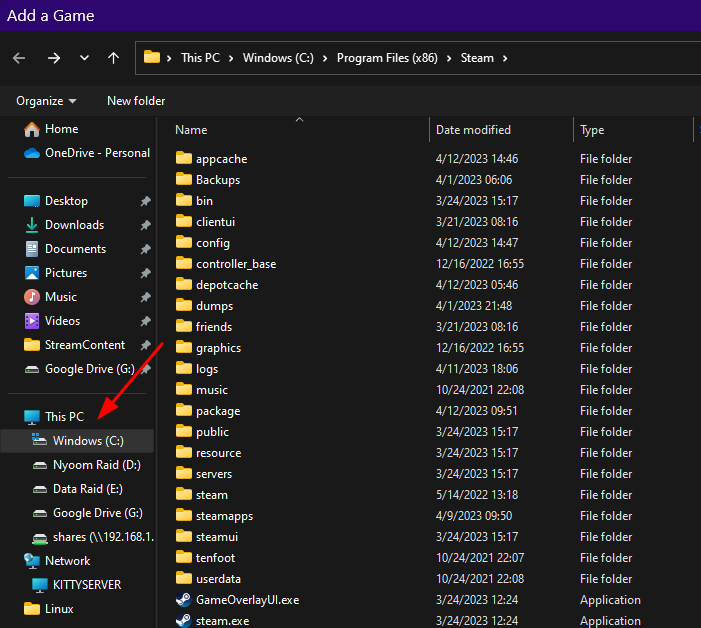 Add a Game
This PC > Windows (C:) > Program Files (x86) > Steam >
Organize New folder
Home
OneDrive - Personal
Desktop
Downloads
Documents
Pictures
Music
Videos
StreamContent
Google Drive (G:)
This PC
Windows (C:)
Nyoom Raid (D:)
Data Raid (E:)
Google Drive (G:)
shares (\\192.168.1.
Network
KITTYSERVER
Linux
Name Date modified Type
appcache 4/12/2023 14:46 File folder
Backups 4/1/2023 06:06 File folder
bin 3/24/2023 15:17 File folder
clientui 3/21/2023 08:16 File folder
config 4/12/2023 14:47 File folder
controller_base 12/16/2022 16:55 File folder
depotcache 4/12/2023 05:46 File folder
dumps 4/1/2023 21:48 File folder
friends 3/21/2023 08:16 File folder
graphics 12/16/2022 16:55 File folder
logs 4/11/2023 18:06 File folder
music 10/24/2021 22:08 File folder
package 4/12/2023 09:51 File folder
public 3/24/2023 15:17 File folder
resource 3/24/2023 15:17 File folder
servers 3/24/2023 15:17 File folder
steam 5/14/2022 13:18 File folder
steamapps 4/9/2023 09:50 File folder
steamui 3/24/2023 15:17 File folder
tenfoot 10/24/2021 22:07 File folder
userdata 10/24/2021 22:08 File folder
GameOverlayUI.exe 3/24/2023 12:24 Application
steam.exe 3/24/2023 12:24 Application